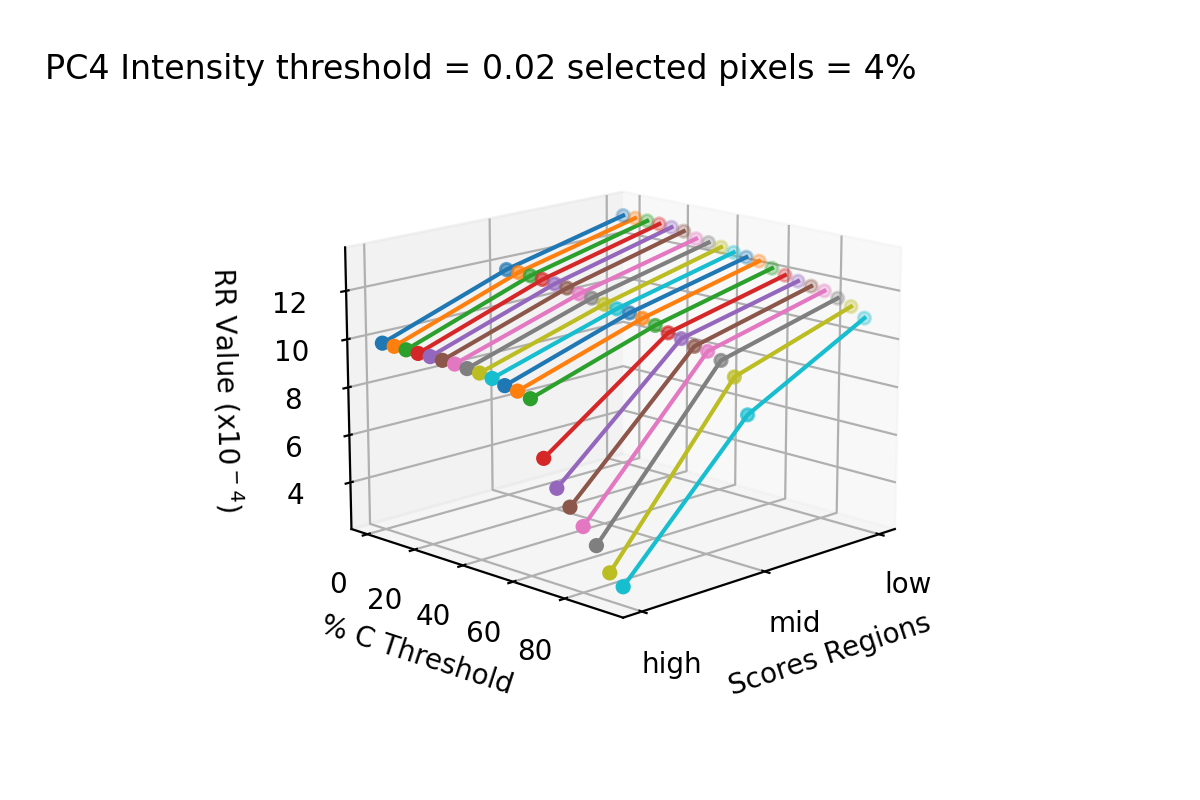 PC4 Intensity threshold = 0.02 selected pixels = 4%
12
10
8
6
4
RR Value (x10⁻⁴)
0
20
40
60
80
% C Threshold
high
mid
low
Scores Regions